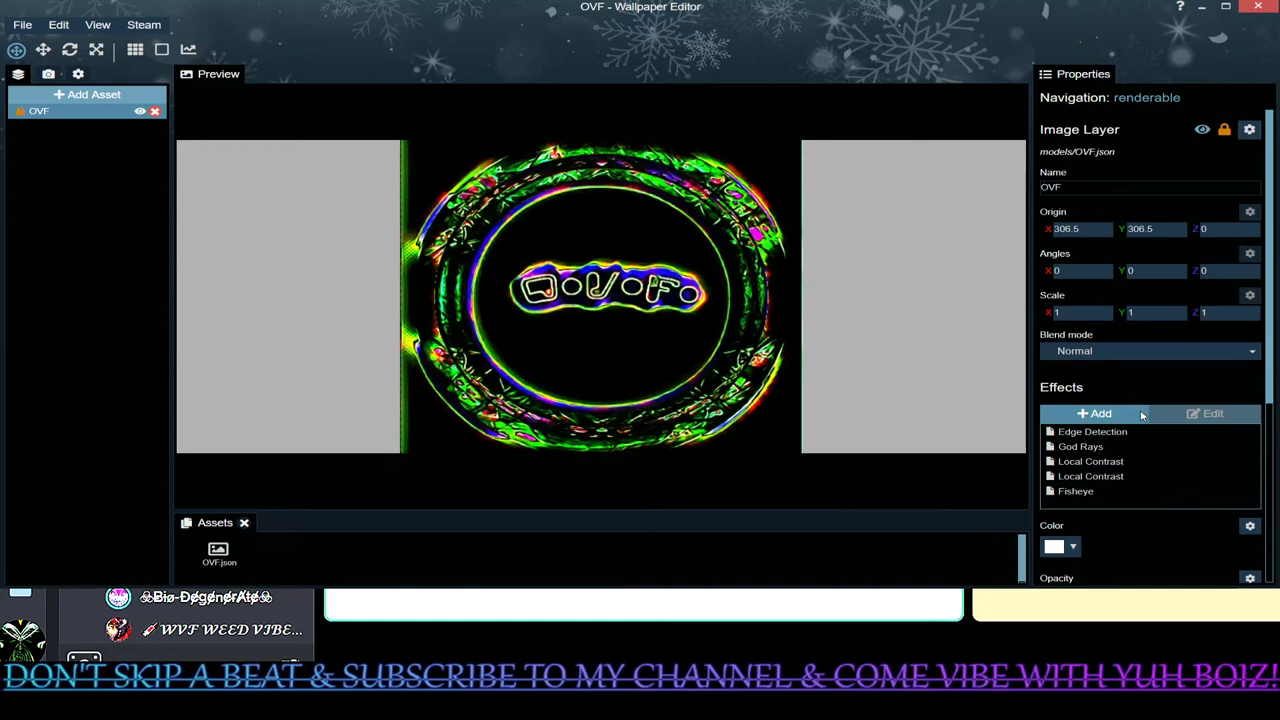 OVF - Wallpaper Editor
File Edit View Steam
Add Asset
OVF
Preview
O.V.F.
Assets
OVF.json
Properties
Navigation: renderable
Image Layer
models/OVF.json
Name
OVF
Origin
X 306.5 Y 306.5 Z 0
Angles
X 0 Y 0 Z 0
Scale
X 1 Y 1 Z 1
Blend mode
Normal
Effects
Add Edit
Edge Detection
God Rays
Local Contrast
Local Contrast
Fisheye
Color
Opacity
☠Bɨø-DɇgɇnɇrAtɇ☠
WVF WEED VIBE...
DON'T SKIP A BEAT & SUBSCRIBE TO MY CHANNEL & COME VIBE WITH YUH BOIZ!